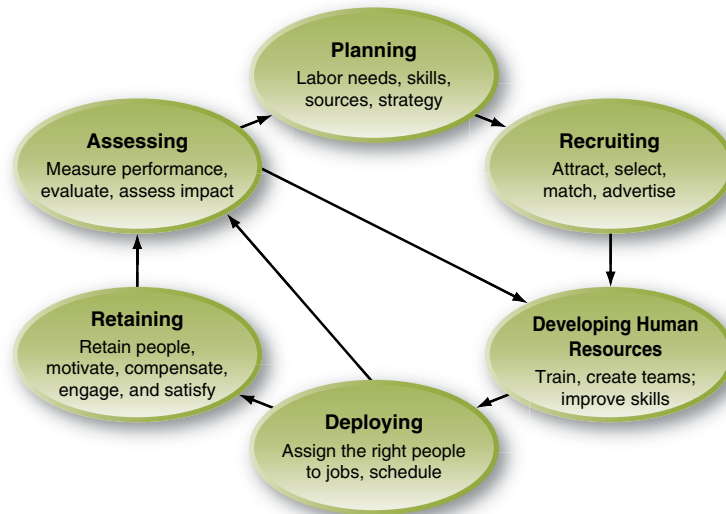 Planning
Labor needs, skills,
sources, strategy
Recruiting
Attract, select,
match, advertise
Developing Human
Resources
Train, create teams;
improve skills
Deploying
Assign the right people
to jobs, schedule
Retaining
Retain people,
motivate, compensate,
engage, and satisfy
Assessing
Measure performance,
evaluate, assess impact